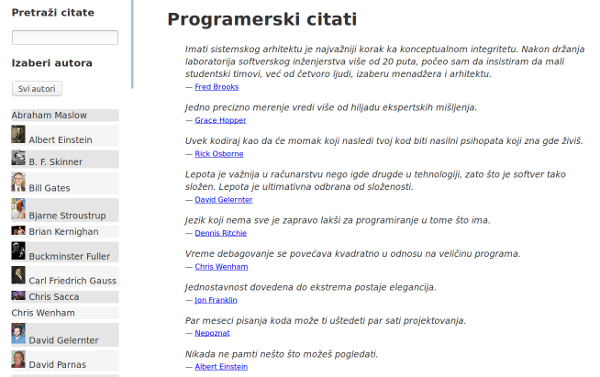 Pretraži citate
Izaberi autora
Svi autori
Abraham Maslow
Albert Einstein
B. F. Skinner
Bill Gates
Bjarne Stroustrup
Brian Kernighan
Buckminster Fuller
Carl Friedrich Gauss
Chris Sacca
Chris Wenham
David Gelernter
David Parnas
Programerski citati
Imati sistemskog arhitektu je najvažniji korak ka konceptualnom integritetu. Nakon držanja
laboratorija softverskog inženjerstva više od 20 puta, počeo sam da insistiram da mali
studentski timovi, već od četvoro ljudi, izaberu menadžera i arhitektu.
— Fred Brooks
Jedno precizno merenje vredi više od hiljadu ekspertskih mišljenja.
— Grace Hopper
Uvek kodiraj kao da će momak koji nasledi tvoj kod biti nasilni psihopata koji zna gde živiš.
— Rick Osborne
Lepota je važnija u računarstvu nego igde drugde u tehnologiji, zato što je softver tako
složen. Lepota je ultimativna odbrana od složenosti.
— David Gelernter
Jezik koji nema sve je zapravo lakši za programiranje u tome što ima.
— Dennis Ritchie
Vreme debagovanje se povećava kvadratno u odnosu na veličinu programa.
— Chris Wenham
Jednostavnost dovedena do ekstrema postaje elegancija.
— Jon Franklin
Par meseci pisanja koda može ti uštedeti par sati projektovanja.
— Nepoznat
Nikada ne pamti nešto što možeš pogledati.
— Albert Einstein